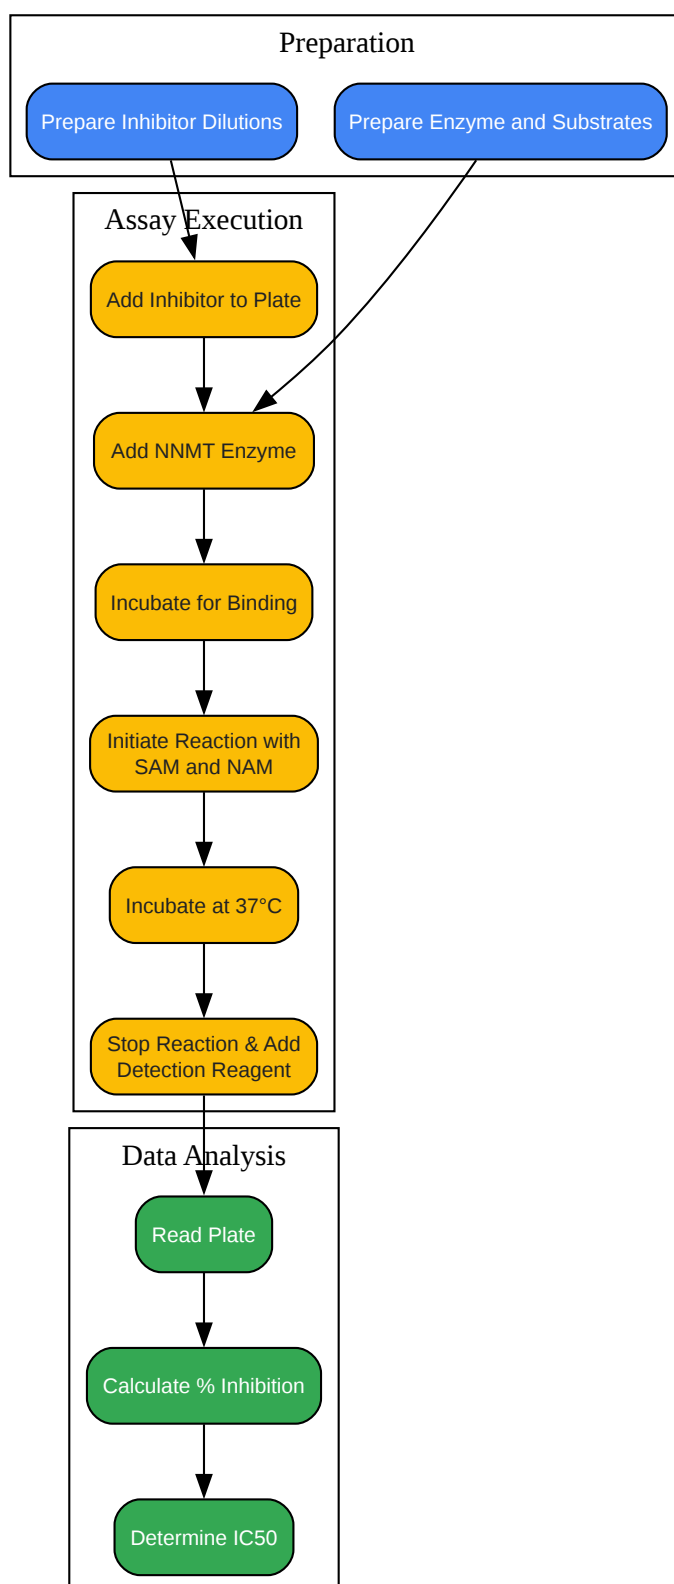 Preparation
Prepare Inhibitor Dilutions
Prepare Enzyme and Substrates
Assay Execution
Add Inhibitor to Plate
Add NNMT Enzyme
Incubate for Binding
Initiate Reaction with
SAM and NAM
Incubate at 37°C
Stop Reaction & Add
Detection Reagent
Data Analysis
Read Plate
Calculate % Inhibition
Determine IC50